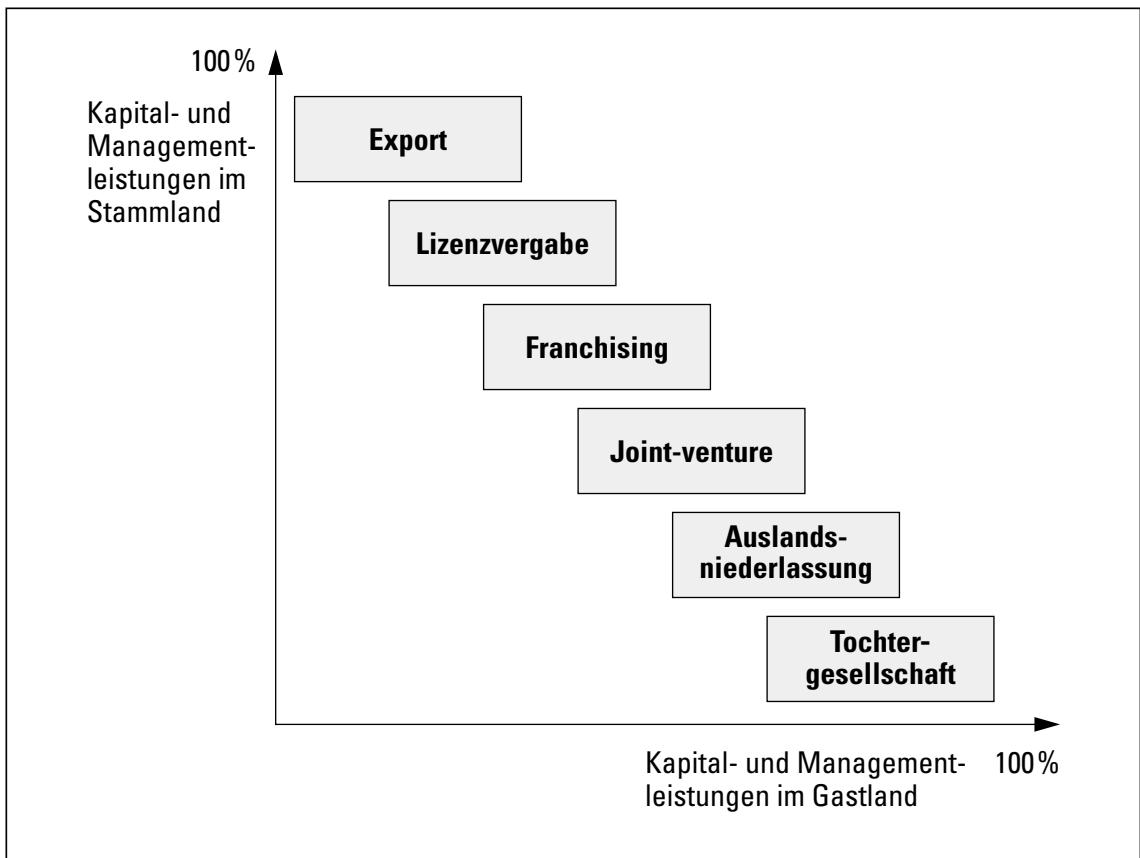 100 %
Kapital- und
Management-
leistungen im
Stammland
Export
Lizenzvergabe
Franchising
Joint-venture
Auslands-
niederlassung
Tochter-
gesellschaft
Kapital- und Management-
leistungen im Gastland
100 %